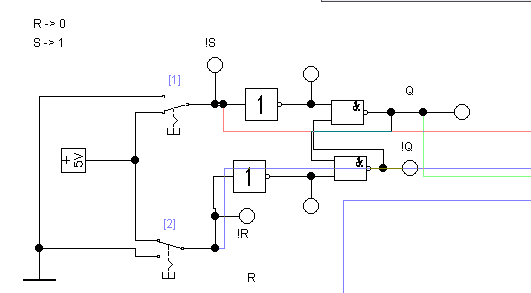 R -> 0
S -> 1
!S
[1]
1
&
Q
+
5V
!Q
1
&
[2]
!R
R